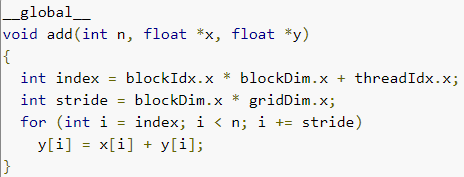 __global__
void add(int n, float *x, float *y)
{
  int index = blockIdx.x * blockDim.x + threadIdx.x;
  int stride = blockDim.x * gridDim.x;
  for (int i = index; i < n; i += stride)
    y[i] = x[i] + y[i];
}